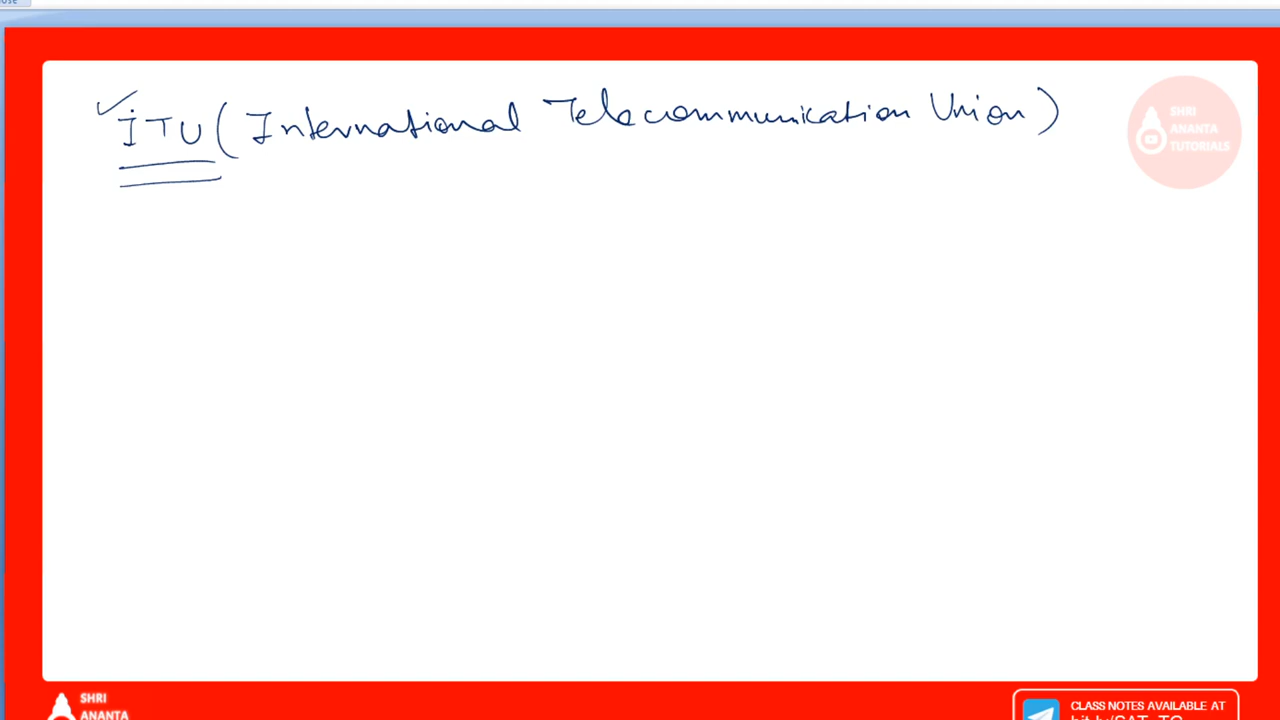 ITU (International Telecommunication Union)
SHRI
ANANTA
TUTORIALS
SHRI
ANANTA
CLASS NOTES AVAILABLE AT